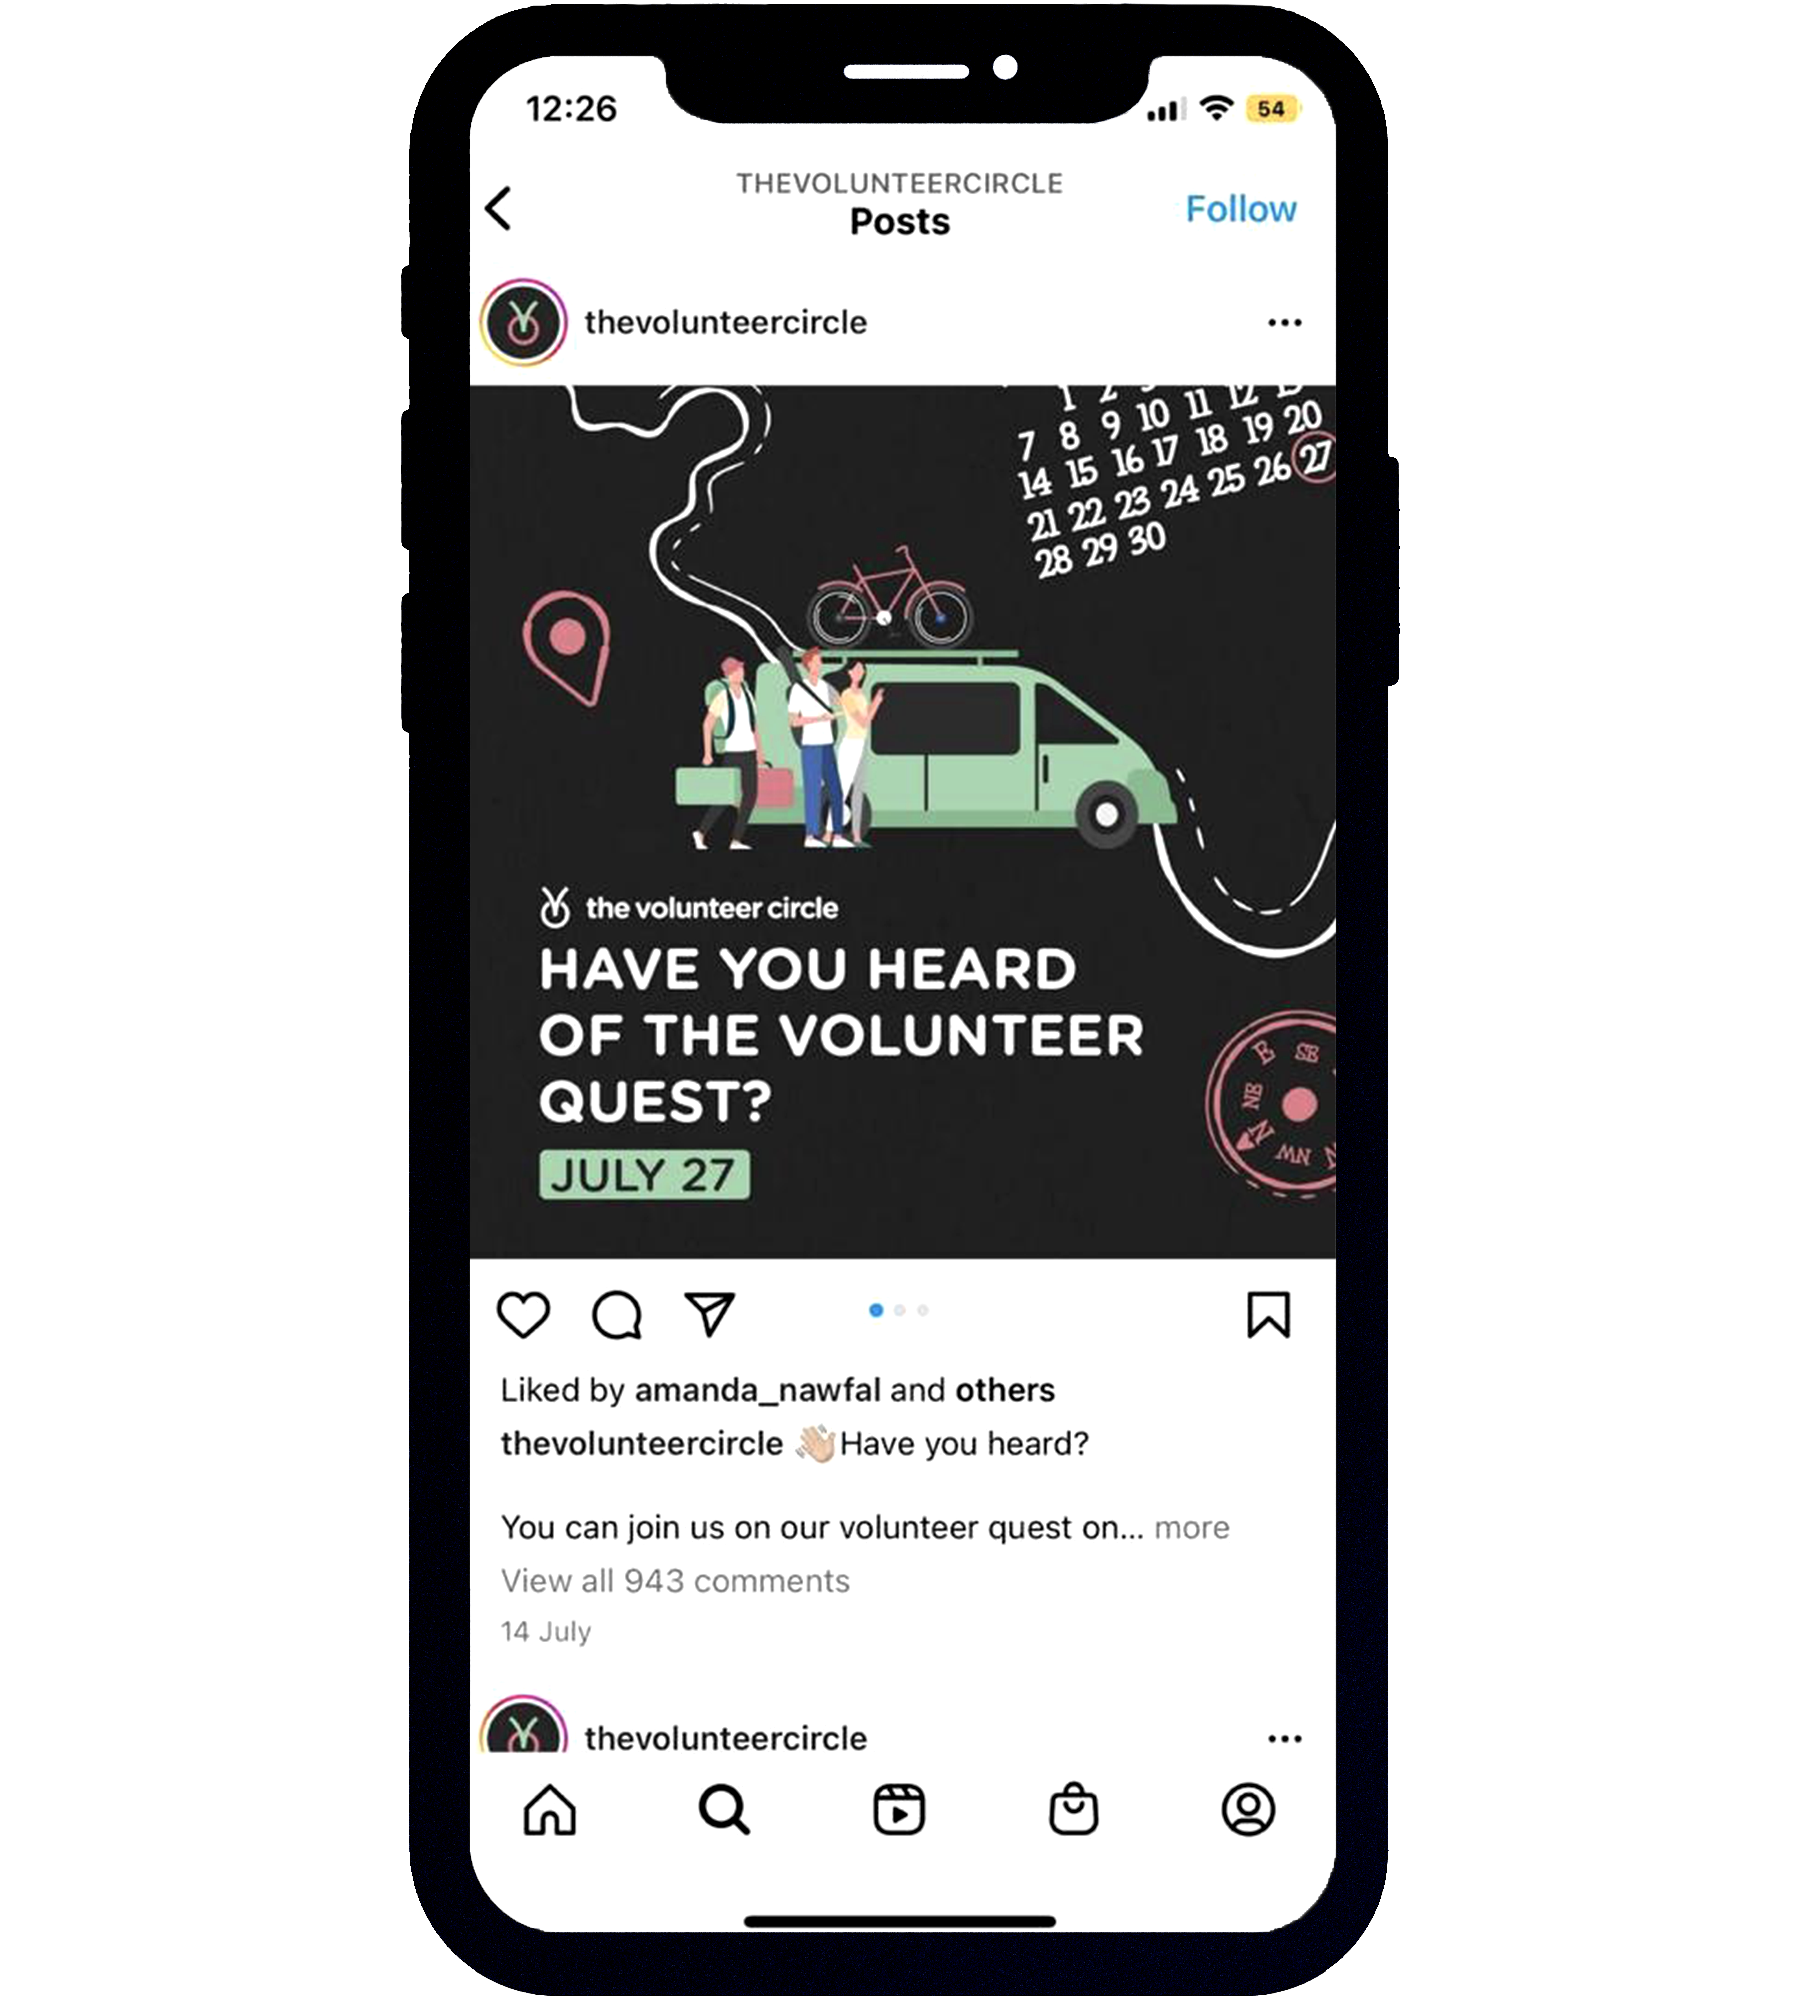 12:26
54
THEVOLUNTEERCIRCLE
Posts
Follow
thevolunteercircle
1 2 12
7 8 9 10 11 19 20
14 15 16 17 18 26 27
21 22 23 24 25
28 29 30
the volunteer circle
HAVE YOU HEARD
OF THE VOLUNTEER
QUEST?
JULY 27
E SE
NE
N NW
Liked by amanda_nawfal and others
thevolunteercircle 👋🏼Have you heard?
You can join us on our volunteer quest on... more
View all 943 comments
14 July
thevolunteercircle